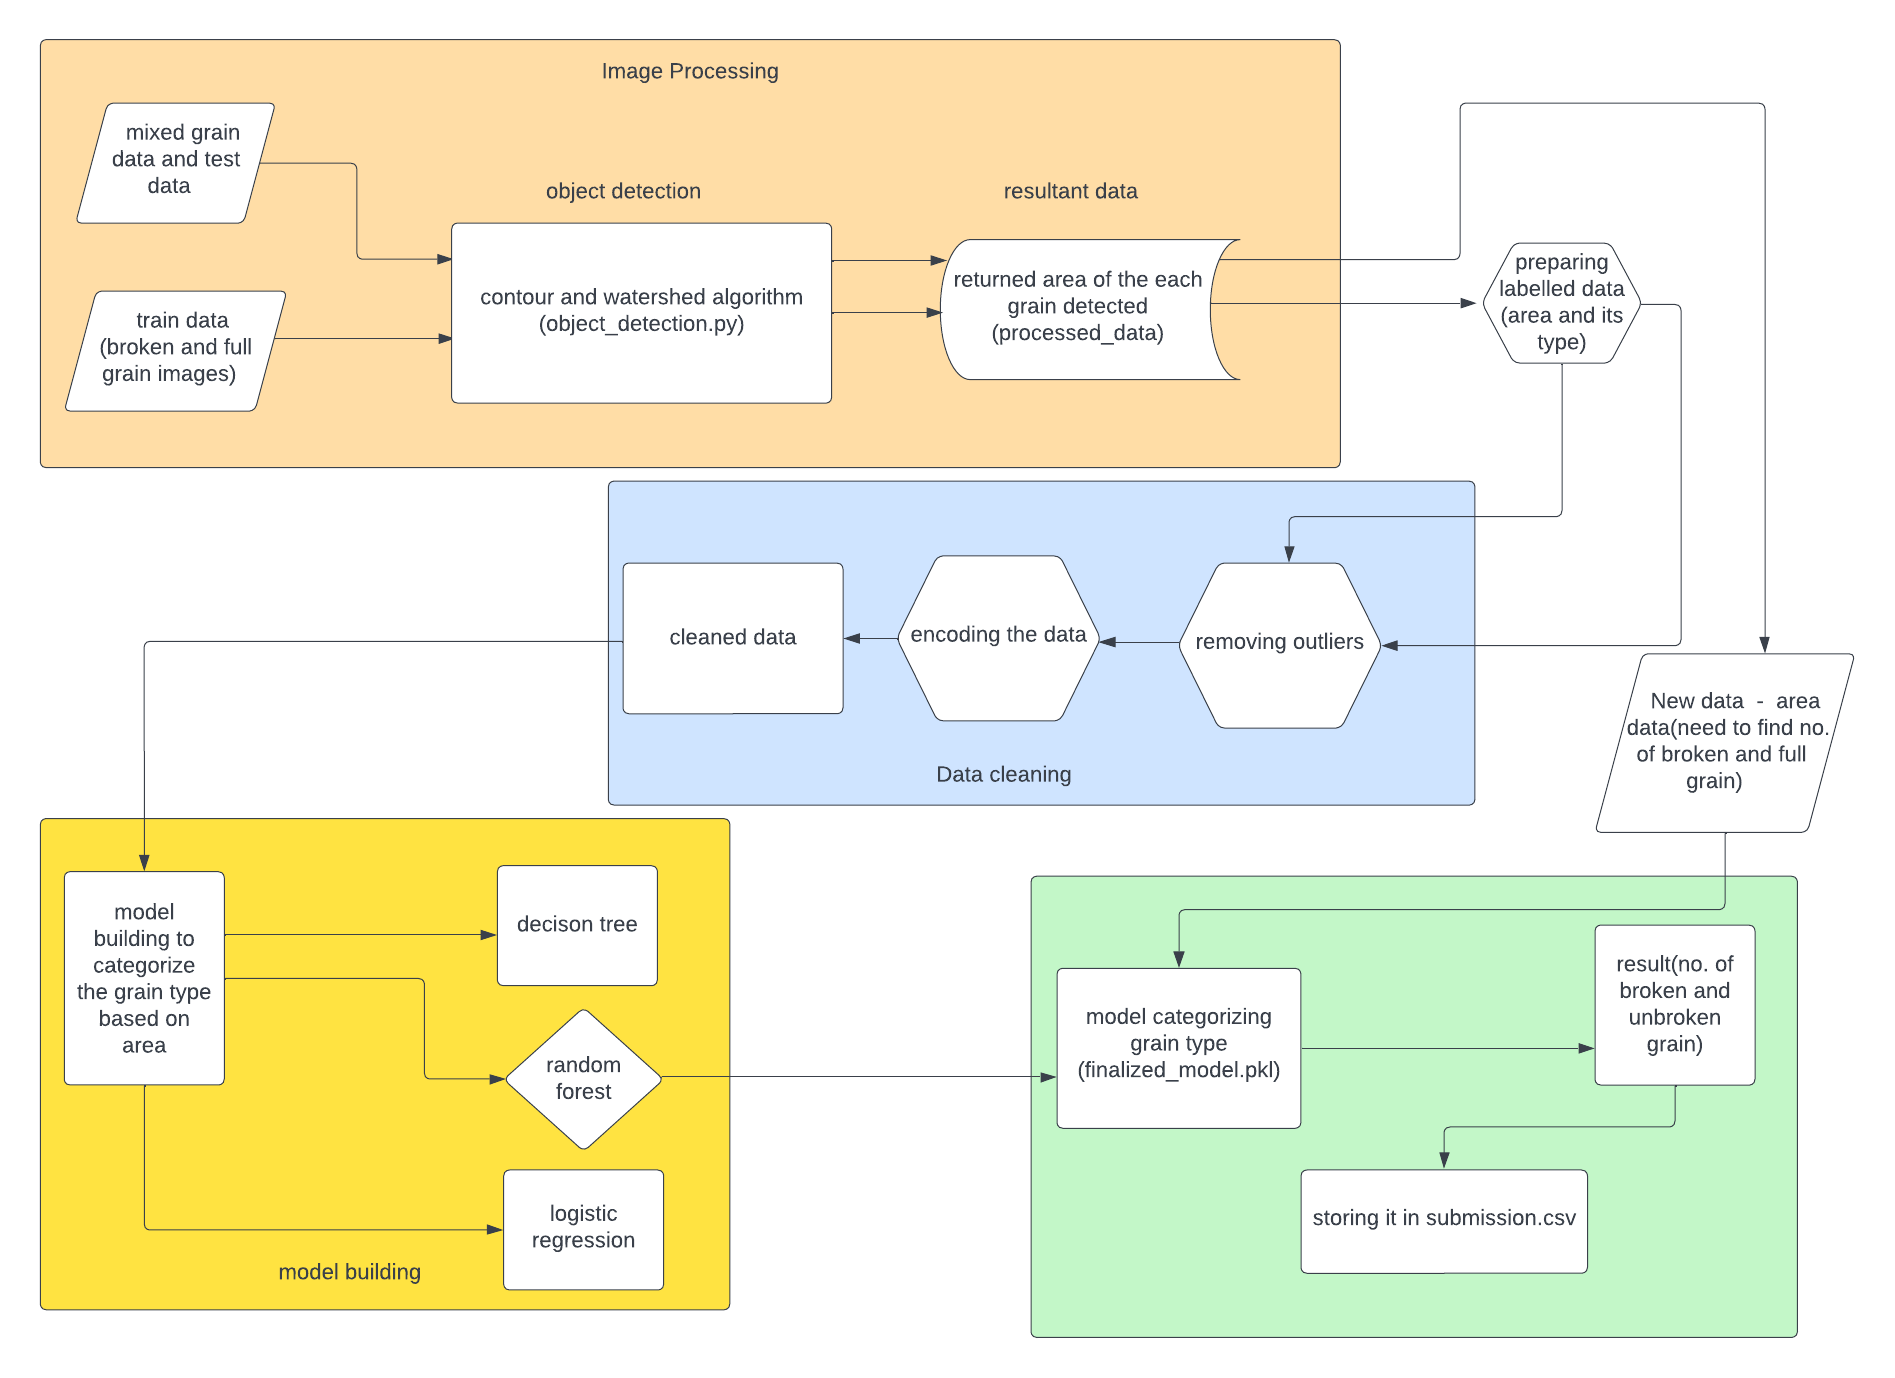 Image Processing
mixed grain
data and test
data
train data
(broken and full
grain images)
object detection
contour and watershed algorithm
(object_detection.py)
resultant data
returned area of the each
grain detected
(processed_data)
preparing
labelled data
(area and its
type)
removing outliers
encoding the data
cleaned data
Data cleaning
New data  -  area
data(need to find no.
of broken and full
grain)
model
building to
categorize
the grain type
based on
area
decison tree
random
forest
logistic
regression
model building
model categorizing
grain type
(finalized_model.pkl)
result(no. of
broken and
unbroken
grain)
storing it in submission.csv